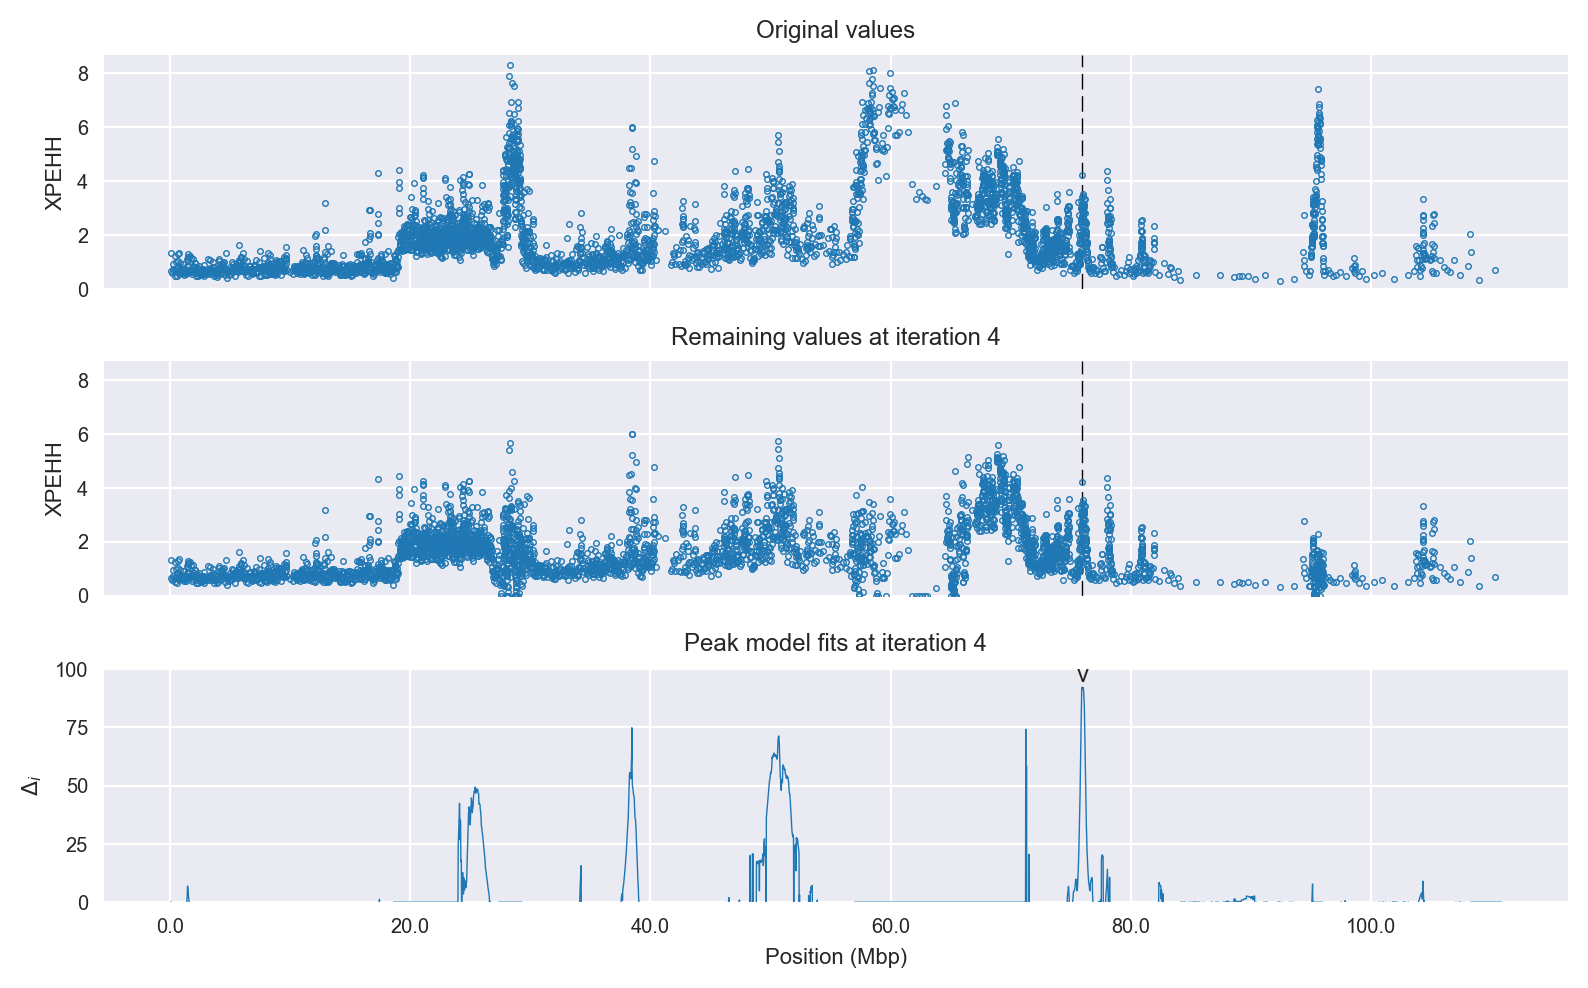 Original values
8
6
4
2
0
XPEHH
Remaining values at iteration 4
8
6
4
2
0
XPEHH
Peak model fits at iteration 4
v
100
75
50
25
0
Δi
0.0 20.0 40.0 60.0 80.0 100.0
Position (Mbp)